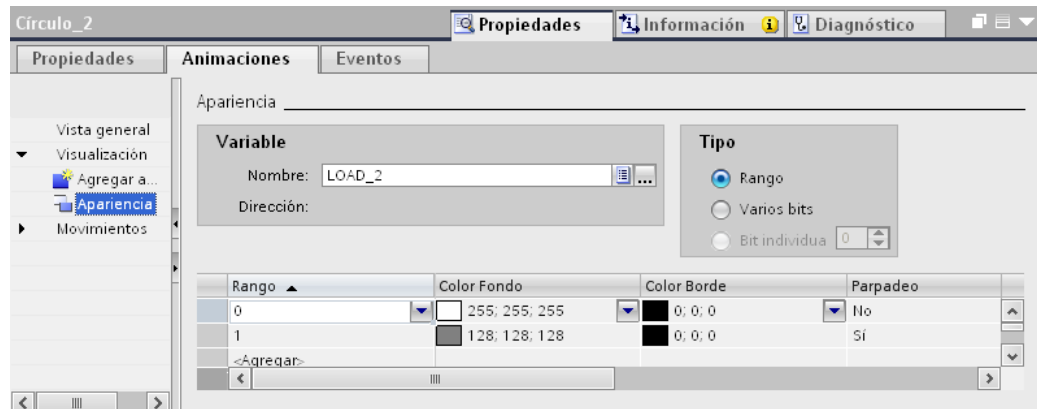 Círculo_2 Propiedades Información Diagnóstico
Propiedades Animaciones Eventos
Apariencia
Vista general
Visualización
Agregar a...
Apariencia
Movimientos
Variable
Nombre: LOAD_2 ...
Dirección:
Tipo
Rango
Varios bits
Bit individua 0
Rango Color Fondo Color Borde Parpadeo
0 255; 255; 255 0; 0; 0 No
1 128; 128; 128 0; 0; 0 Sí
<Agregar>